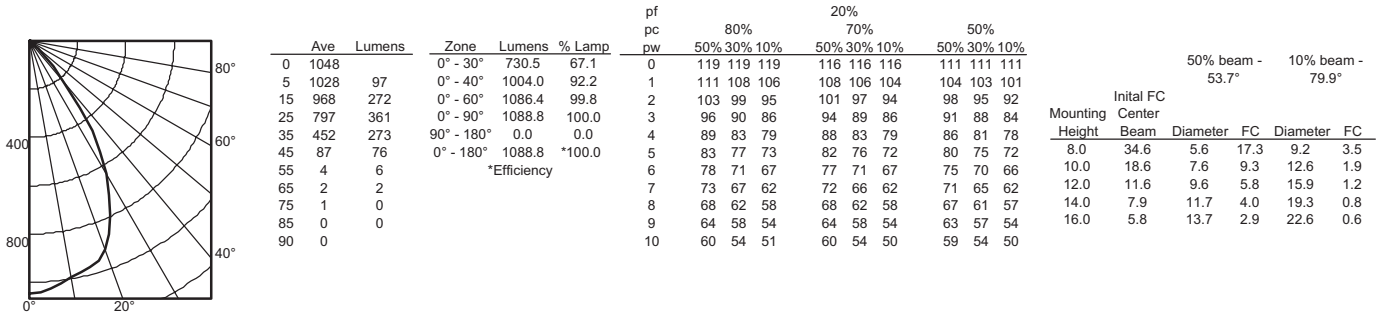 400
800
0°
20°
40°
60°
80°
Ave Lumens
0 1048
5 1028 97
15 968 272
25 797 361
35 452 273
45 87 76
55 4 6
65 2 2
75 1 0
85 0 0
90 0
Zone Lumens % Lamp
0° - 30° 730.5 67.1
0° - 40° 1004.0 92.2
0° - 60° 1086.4 99.8
0° - 90° 1088.8 100.0
90° - 180° 0.0 0.0
0° - 180° 1088.8 *100.0
*Efficiency
pf 20%
pc 80% 70% 50%
pw 50% 30% 10% 50% 30% 10% 50% 30% 10%
0 119 119 119 116 116 116 111 111 111
1 111 108 106 108 106 104 104 103 101
2 103 99 95 101 97 94 98 95 92
3 96 90 86 94 89 86 91 88 84
4 89 83 79 88 83 79 86 81 78
5 83 77 73 82 76 72 80 75 72
6 78 71 67 77 71 67 75 70 66
7 73 67 62 72 66 62 71 65 62
8 68 62 58 68 62 58 67 61 57
9 64 58 54 64 58 54 63 57 54
10 60 54 51 60 54 50 59 54 50
50% beam - 10% beam -
53.7° 79.9°
Inital FC
Mounting Center
Height Beam Diameter FC Diameter FC
8.0 34.6 5.6 17.3 9.2 3.5
10.0 18.6 7.6 9.3 12.6 1.9
12.0 11.6 9.6 5.8 15.9 1.2
14.0 7.9 11.7 4.0 19.3 0.8
16.0 5.8 13.7 2.9 22.6 0.6